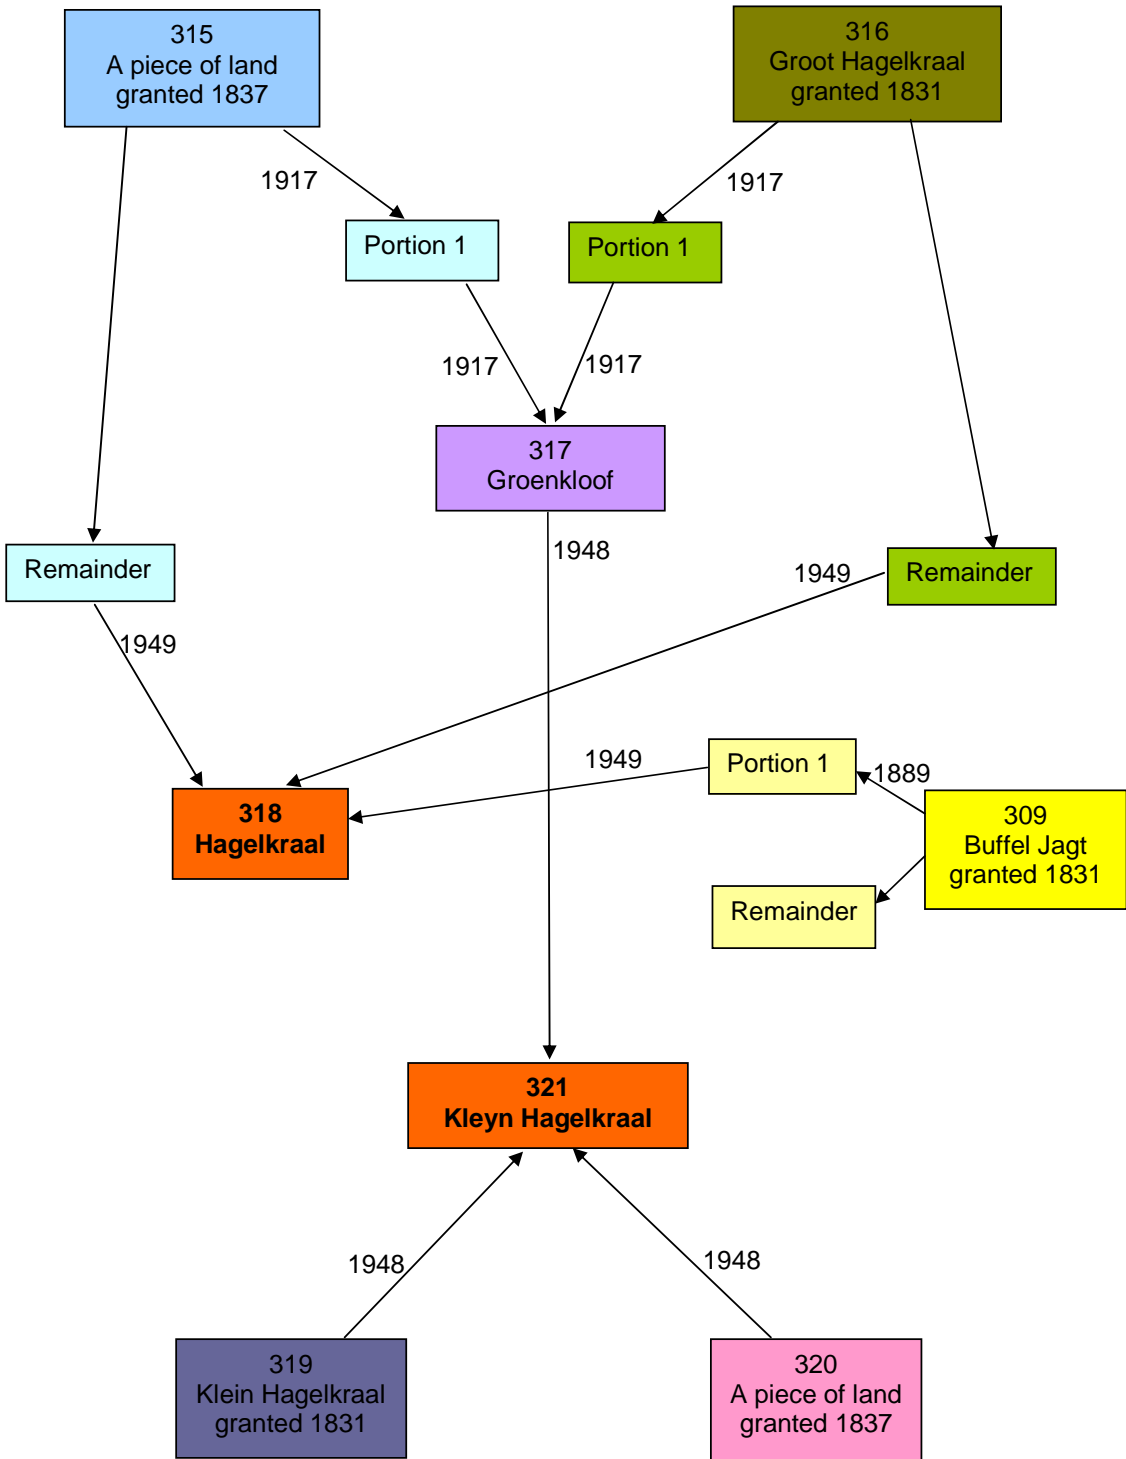 315
A piece of land
granted 1837
316
Groot Hagelkraal
granted 1831
1917
1917
Portion 1
Portion 1
1917
1917
317
Groenkloof
1948
Remainder
1949
Remainder
1949
1949
Portion 1
1889
318
Hagelkraal
309
Buffel Jagt
granted 1831
Remainder
321
Kleyn Hagelkraal
1948
1948
319
Klein Hagelkraal
granted 1831
320
A piece of land
granted 1837